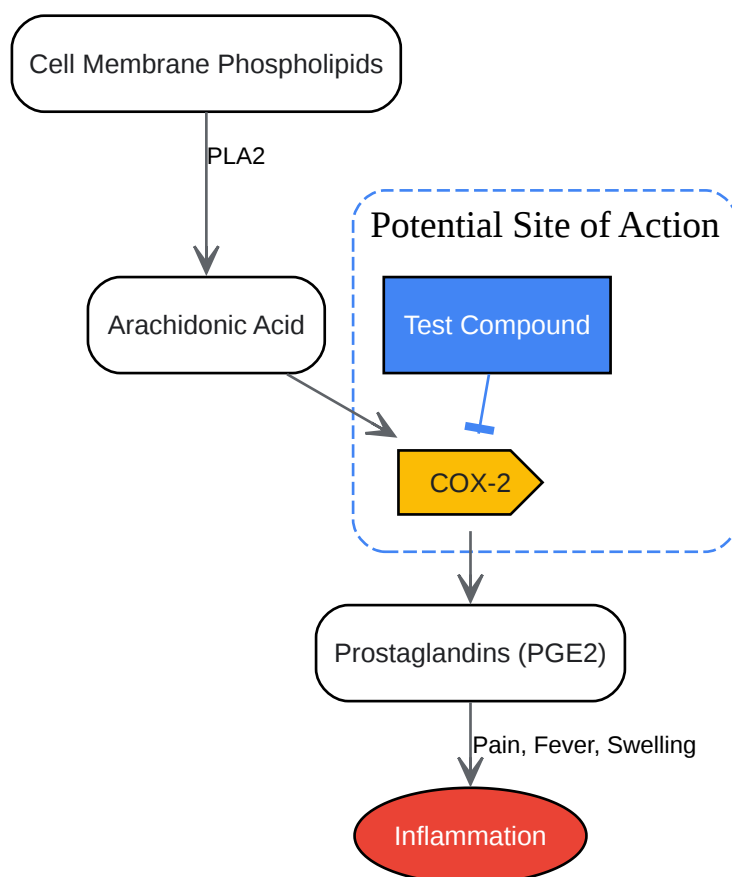 Cell Membrane Phospholipids
PLA2
Potential Site of Action
Arachidonic Acid
Test Compound
COX-2
Prostaglandins (PGE2)
Pain, Fever, Swelling
Inflammation